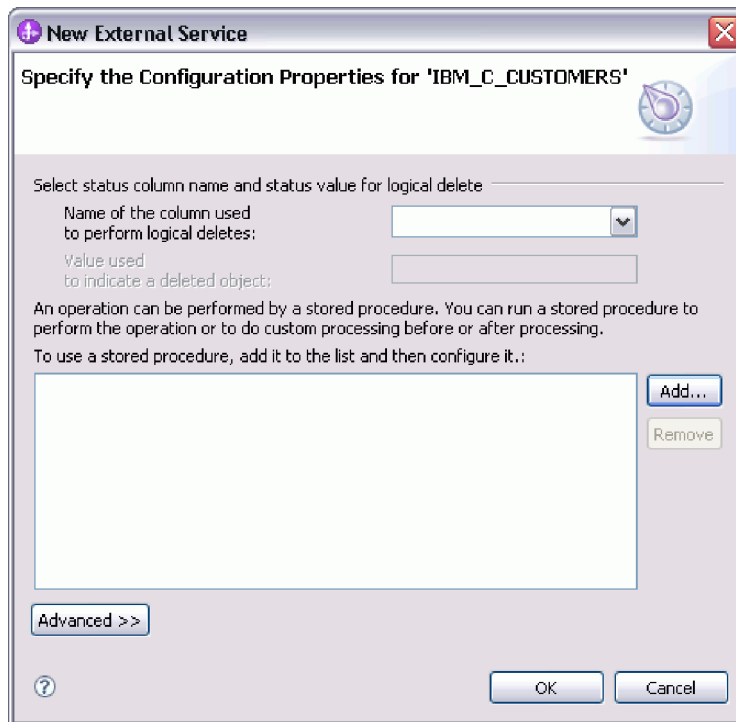 New External Service
Specify the Configuration Properties for 'IBM_C_CUSTOMERS'
Select status column name and status value for logical delete
Name of the column used
to perform logical deletes:
Value used
to indicate a deleted object:
An operation can be performed by a stored procedure. You can run a stored procedure to
perform the operation or to do custom processing before or after processing.
To use a stored procedure, add it to the list and then configure it.:
Add...
Remove
Advanced >>
?
OK
Cancel